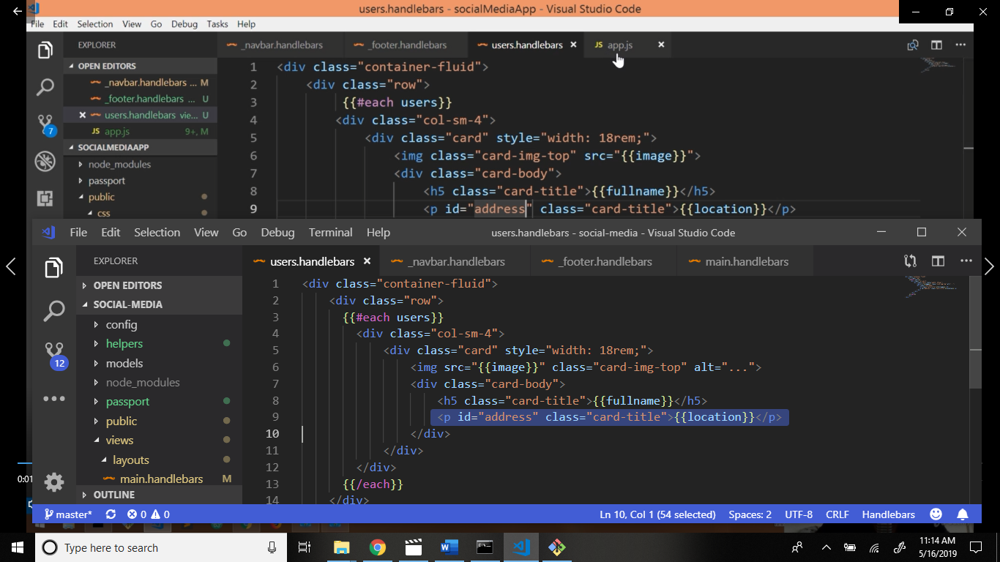 users.handlebars - socialMediaApp - Visual Studio Code
File Edit Selection View Go Debug Tasks Help
EXPLORER
_navbar.handlebars
_footer.handlebars
users.handlebars
JS app.js
OPEN EDITORS
_navbar.handlebars ... M
_footer.handlebars ... U
users.handlebars vie... U
JS app.js 9+, M
SOCIALMEDIAAPP
node_modules
passport
public
css
7
1 <div class="container-fluid">
2 <div class="row">
3 {{#each users}}
4 <div class="col-sm-4">
5 <div class="card" style="width: 18rem;">
6 <img class="card-img-top" src="{{image}}">
7 <div class="card-body">
8 <h5 class="card-title">{{fullname}}</h5>
9 <p id="address" class="card-title">{{location}}</p>
File Edit Selection View Go Debug Terminal Help
users.handlebars - social-media - Visual Studio Code
EXPLORER
users.handlebars
_navbar.handlebars
_footer.handlebars
main.handlebars
OPEN EDITORS
SOCIAL-MEDIA
config
helpers
models
node_modules
passport
public
views
layouts
main.handlebars M
OUTLINE
12
1 <div class="container-fluid">
2 <div class="row">
3 {{#each users}}
4 <div class="col-sm-4">
5 <div class="card" style="width: 18rem;">
6 <img src="{{image}}" class="card-img-top" alt="...">
7 <div class="card-body">
8 <h5 class="card-title">{{fullname}}</h5>
9 <p id="address" class="card-title">{{location}}</p>
10 </div>
11 </div>
12 </div>
13 {{/each}}
14 </div>
0:01
master* 0 0
Ln 10, Col 1 (54 selected) Spaces: 2 UTF-8 CRLF Handlebars
Type here to search
11:14 AM
5/16/2019